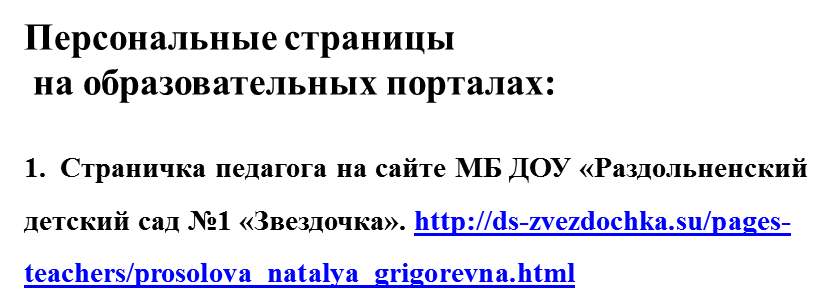 Персональные страницы
на образовательных порталах:
1. Страничка педагога на сайте МБ ДОУ «Раздольненский
детский сад №1 «Звездочка». http://ds-zvezdochka.su/pages-
teachers/prosolova_natalya_grigorevna.html